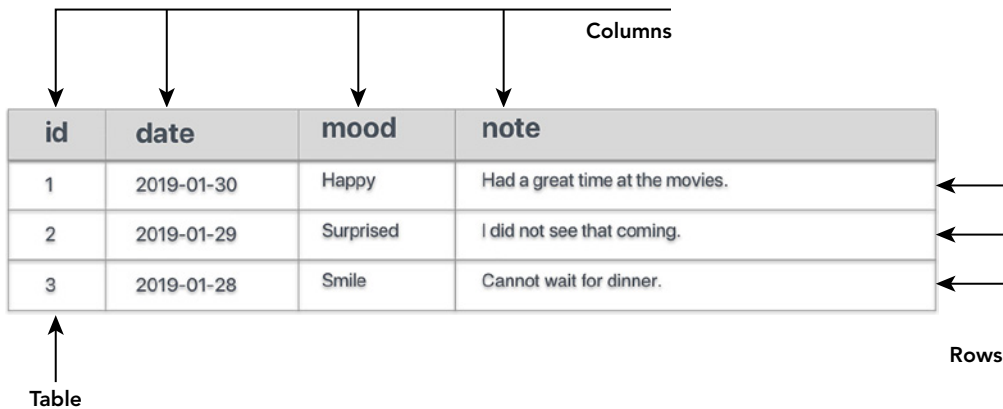 Columns
id date mood note
1 2019-01-30 Happy Had a great time at the movies.
2 2019-01-29 Surprised I did not see that coming.
3 2019-01-28 Smile Cannot wait for dinner.
Rows
Table